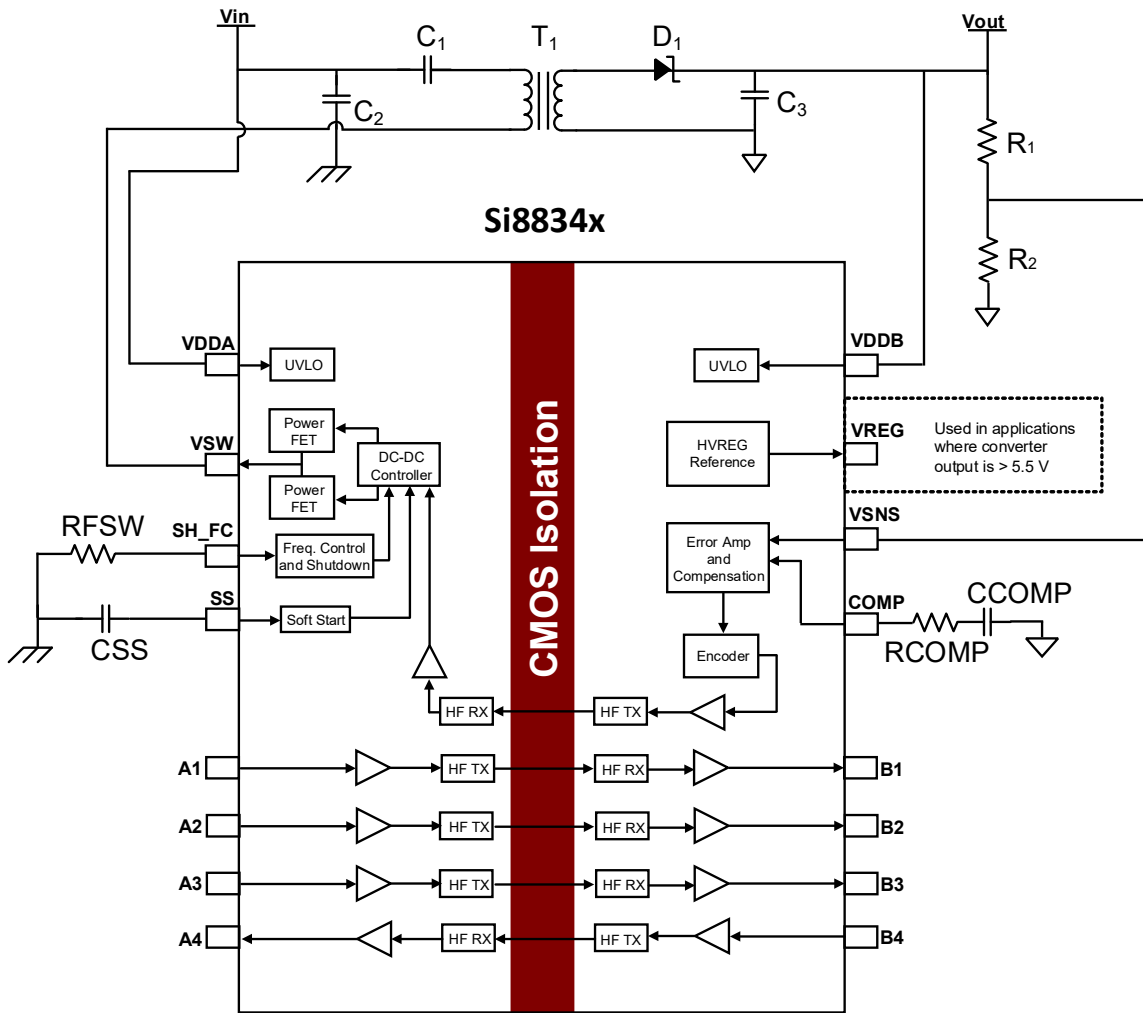 Vin
Vout
C1
T1
D1
C2
C3
R1
R2
Si8834x
VDDA
UVLO
UVLO
VDDB
VSW
Power
FET
Power
FET
DC-DC
Controller
HVREG
Reference
VREG
Used in applications
where converter
output is > 5.5 V
RFSW
SH_FC
Freq. Control
and Shutdown
SS
Soft Start
CSS
CMOS Isolation
VSNS
Error Amp
and
Compensation
COMP
CCOMP
RCOMP
Encoder
HF RX
HF TX
A1
HF TX
HF RX
B1
A2
HF TX
HF RX
B2
A3
HF TX
HF RX
B3
A4
HF RX
HF TX
B4